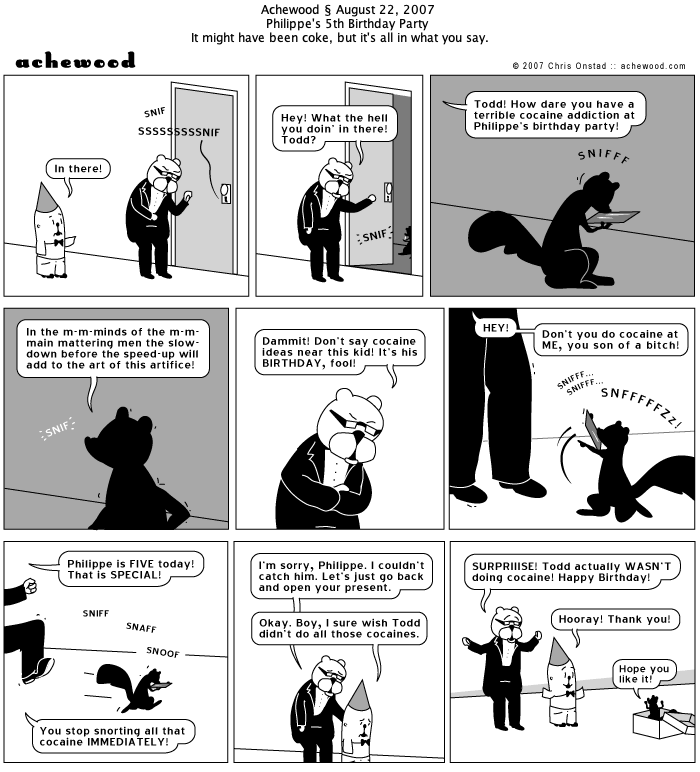 Achewood § August 22, 2007
Philippe's 5th Birthday Party
It might have been coke, but it's all in what you say.
achewood
© 2007 Chris Onstad :: achewood.com
SNIF
SSSSSSSSSNIF
In there!
Hey! What the hell
you doin' in there!
Todd?
SNIF
Todd! How dare you have a
terrible cocaine addiction at
Philippe's birthday party!
SNIFFF
In the m-m-minds of the m-m-
main mattering men the slow-
down before the speed-up will
add to the art of this artifice!
SNIF
Dammit! Don't say cocaine
ideas near this kid! It's his
BIRTHDAY, fool!
HEY!
Don't you do cocaine at
ME, you son of a bitch!
SNIFFF...
SNIFFF...
SNFFFFFZZ!
Philippe is FIVE today!
That is SPECIAL!
SNIFF
SNAFF
SNOOF
You stop snorting all that
cocaine IMMEDIATELY!
I'm sorry, Philippe. I couldn't
catch him. Let's just go back
and open your present.
Okay. Boy, I sure wish Todd
didn't do all those cocaines.
SURPRIIISE! Todd actually WASN'T
doing cocaine! Happy Birthday!
Hooray! Thank you!
Hope you
like it!